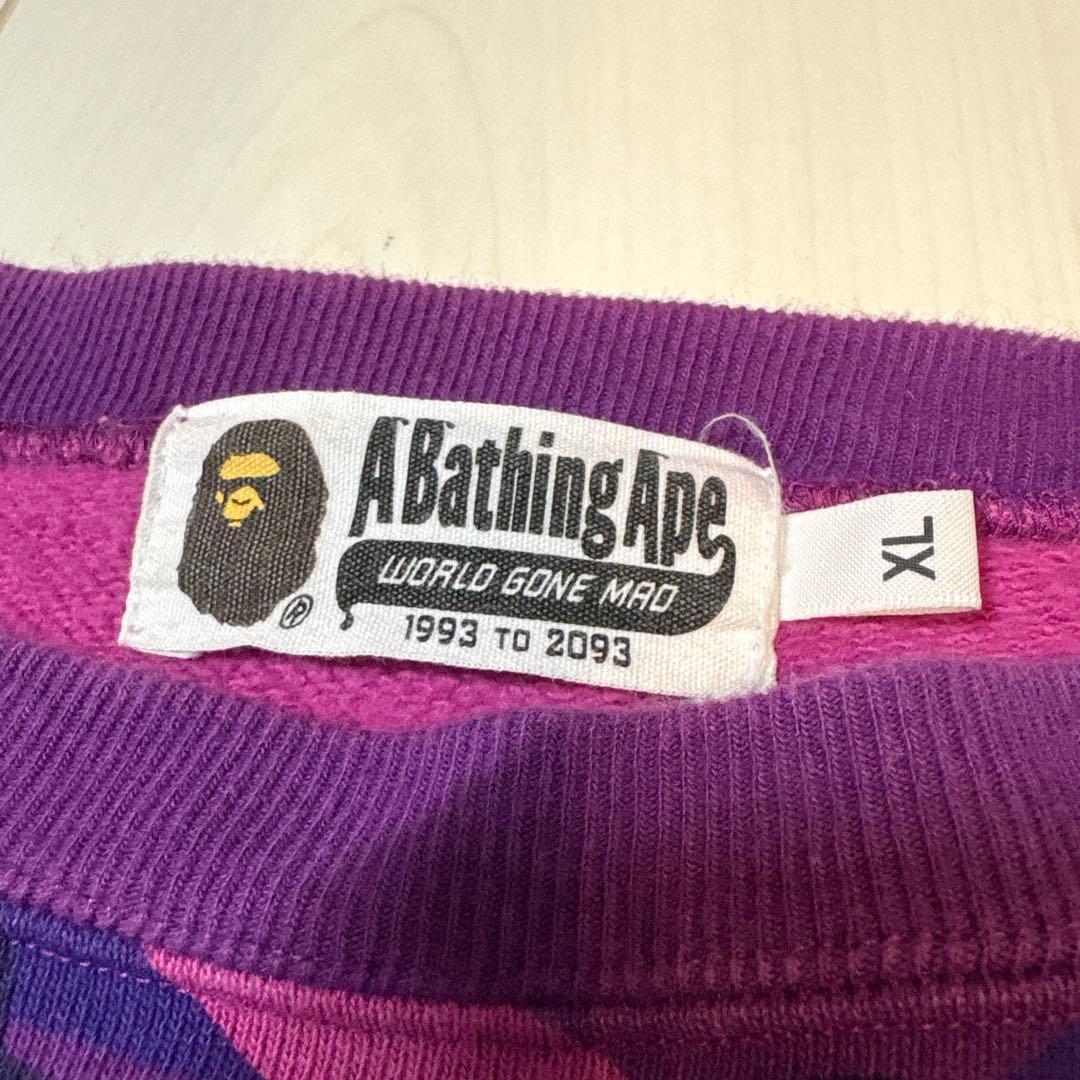 A Bathing Ape
®
WORLD GONE MAD
1993 TO 2093
XL